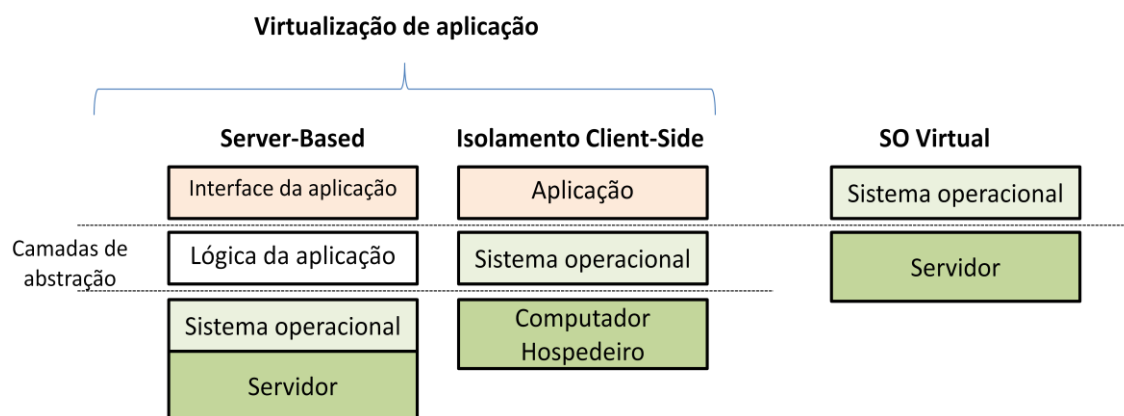 Virtualização de aplicação
Server-Based
Isolamento Client-Side
SO Virtual
Interface da aplicação
Aplicação
Sistema operacional
Camadas de
abstração
Lógica da aplicação
Sistema operacional
Servidor
Sistema operacional
Servidor
Computador
Hospedeiro